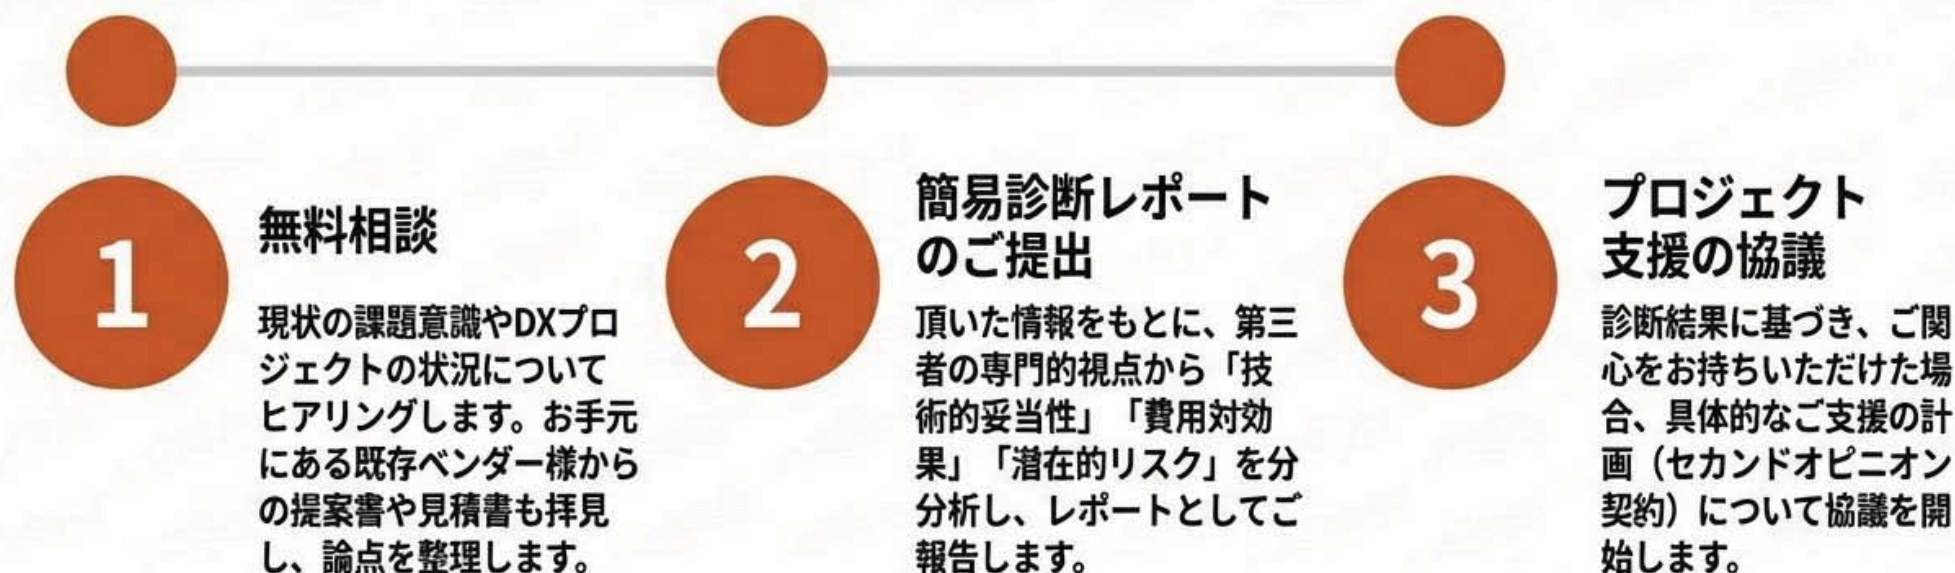 1
無料相談
現状の課題意識やDXプロ
ジェクトの状況について
ヒアリングします。お手元
にある既存ベンダー様から
の提案書や見積書も拝見
し、論点を整理します。
2
簡易診断レポート
のご提出
頂いた情報をもとに、第三
者の専門的視点から「技
術的妥当性」「費用対効
果」「潜在的リスク」を分
分析し、レポートとしてご
報告します。
3
プロジェクト
支援の協議
診断結果に基づき、ご関
心をお持ちいただけた場
合、具体的なご支援の計
画（セカンドオピニオン
契約）について協議を開
始します。